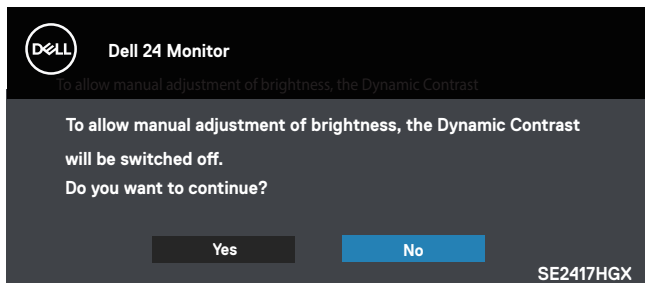 DELL
Dell 24 Monitor
To allow manual adjustment of brightness, the Dynamic Contrast
To allow manual adjustment of brightness, the Dynamic Contrast
will be switched off.
Do you want to continue?
Yes No
SE2417HGX